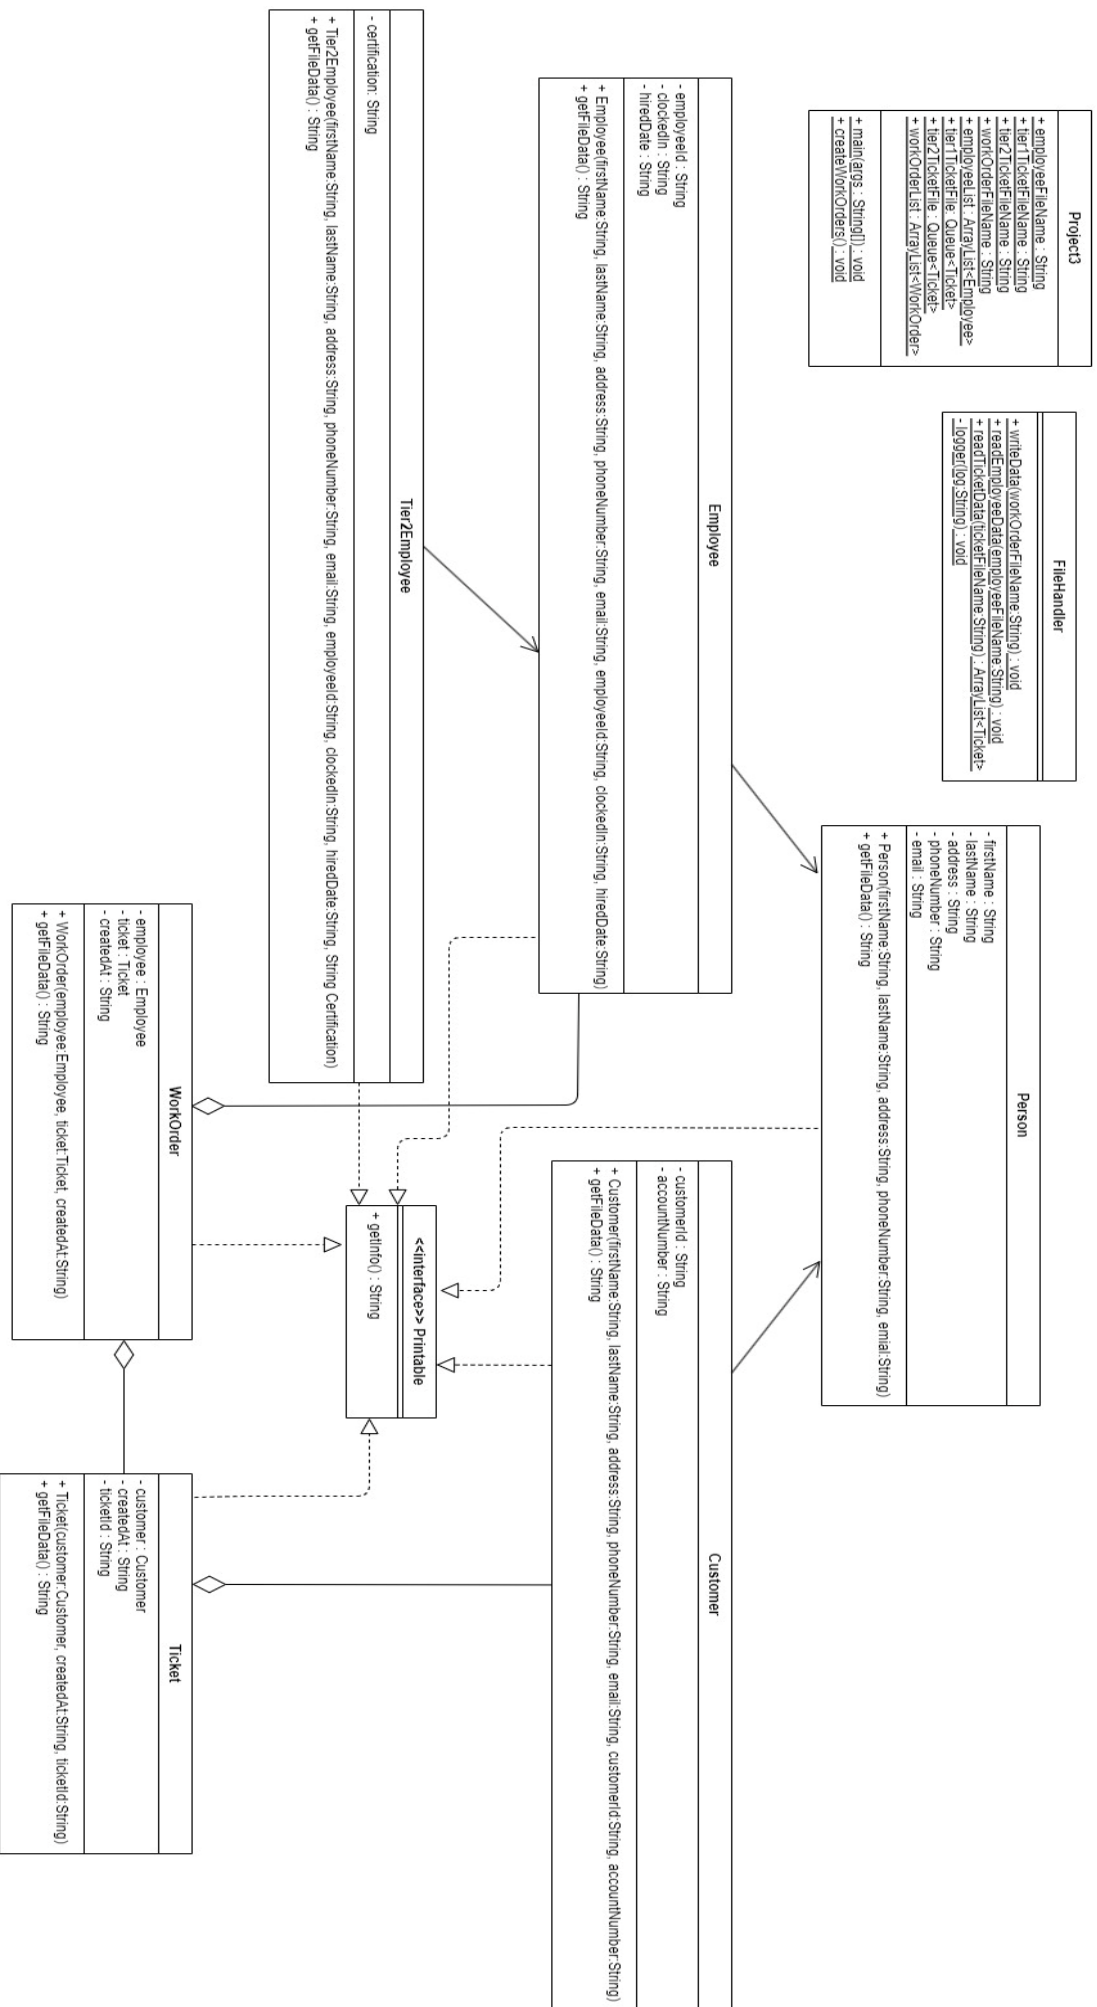 Project3
+ employeeFileName : String
+ tier1TicketFileName : String
+ tier2TicketFileName : String
+ workOrderFileName : String
+ employeeList : ArrayList<Employee>
+ tier1TicketFile: Queue<Ticket>
+ tier2TicketFile : Queue<Ticket>
+ workOrderList : ArrayList<WorkOrder>
+ main(args : String[]) : void
+ createWorkOrders() : void
FileHandler
+ writeData(workOrderFileName:String) : void
+ readEmployeeData(employeeFileName:String) : void
+ readTicketData(ticketFileName:String) : ArrayList<Ticket>
- logger(log:String) : void
Person
- firstName : String
- lastName : String
- address : String
- phoneNumber : String
- email : String
+ Person(firstName:String, lastName:String, address:String, phoneNumber:String, emial:String)
+ getFileData() : String
Employee
- employeeId : String
- clockedIn : String
- hiredDate : String
+ Employee(firstName:String, lastName:String, address:String, phoneNumber:String, email:String, employeeId:String, clockedIn:String, hiredDate:String)
+ getFileData() : String
Customer
- customerId : String
- accountNumber : String
+ Customer(firstName:String, lastName:String, address:String, phoneNumber:String, email:String, customerId:String, accountNumber:String)
+ getFileData() : String
Tier2Employee
- certification: String
+ Tier2Employee(firstName:String, lastName:String, address:String, phoneNumber:String, email:String, employeeId:String, clockedIn:String, hiredDate:String, String Certification)
+ getFileData() : String
<<interface>> Printable
+ getInfo() : String
WorkOrder
- employee : Employee
- ticket : Ticket
- createdAt : String
+ WorkOrder(employee:Employee, ticket:Ticket, createdAt:String)
+ getFileData() : String
Ticket
- customer : Customer
- createdAt : String
- ticketId : String
+ Ticket(customer:Customer, createdAt:String, ticketId:String)
+ getFileData() : String